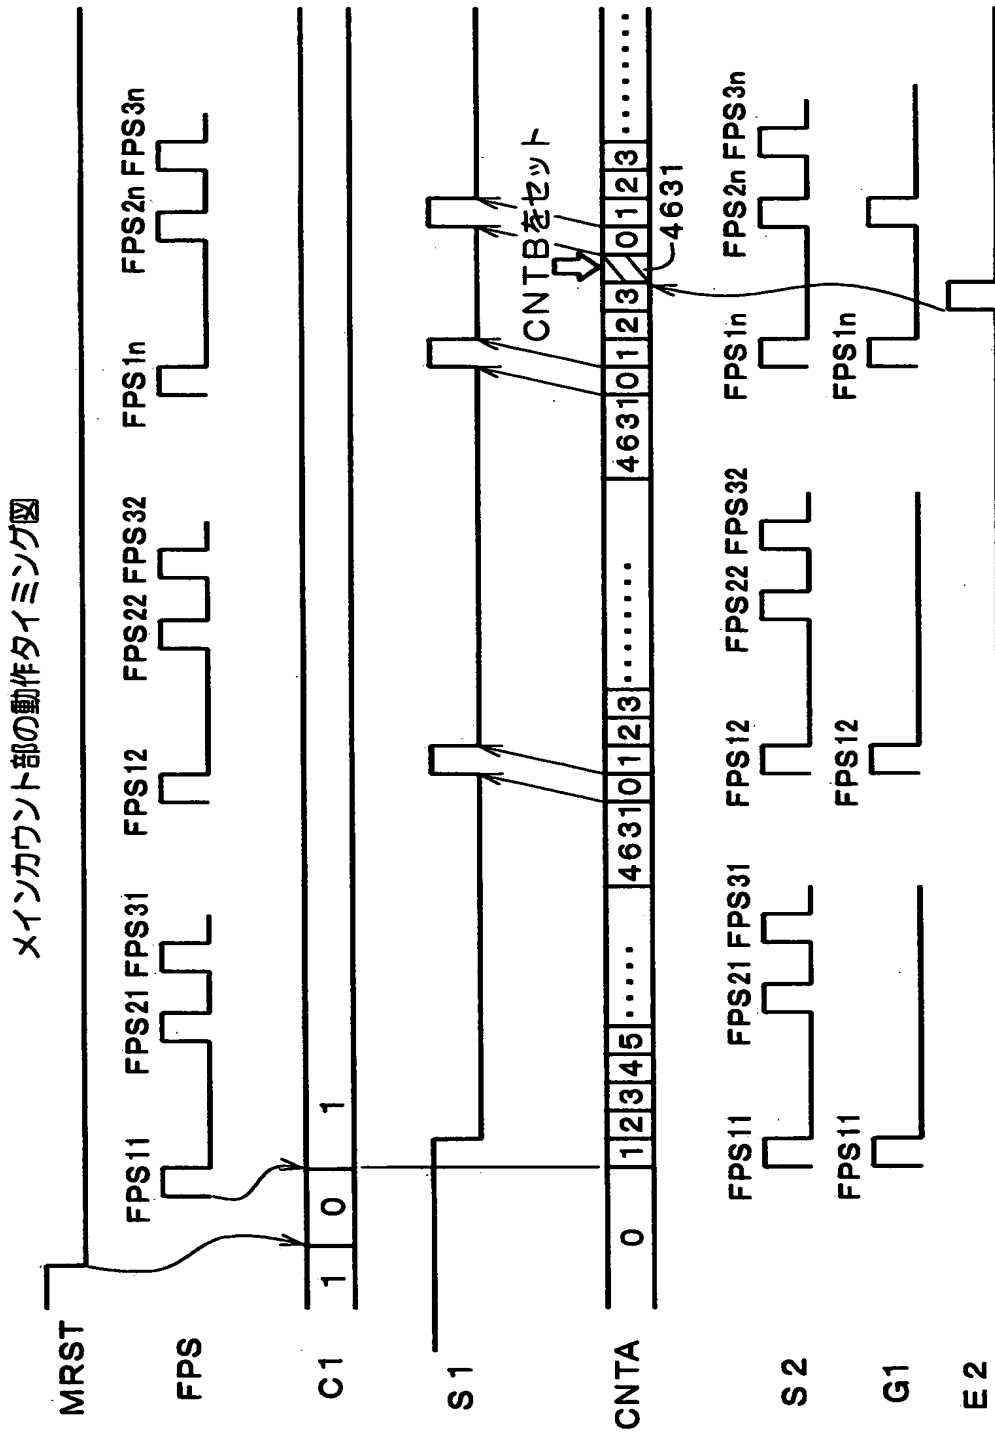 メインカウント部の動作タイミング図
MRST
FPS
FPS11 FPS21 FPS31 FPS12 FPS22 FPS32 FPS1n FPS2n FPS3n
C1
1 0 1
S1
CNTBをセット
CNTA
0 1 2 3 4 5 ····· 4631 0 1 2 3 ······· 4631 0 1 2 3 0 1 2 3 ·······
4631
S2
FPS11 FPS21 FPS31 FPS12 FPS22 FPS32 FPS1n FPS2n FPS3n
G1
FPS11 FPS12 FPS1n
E2